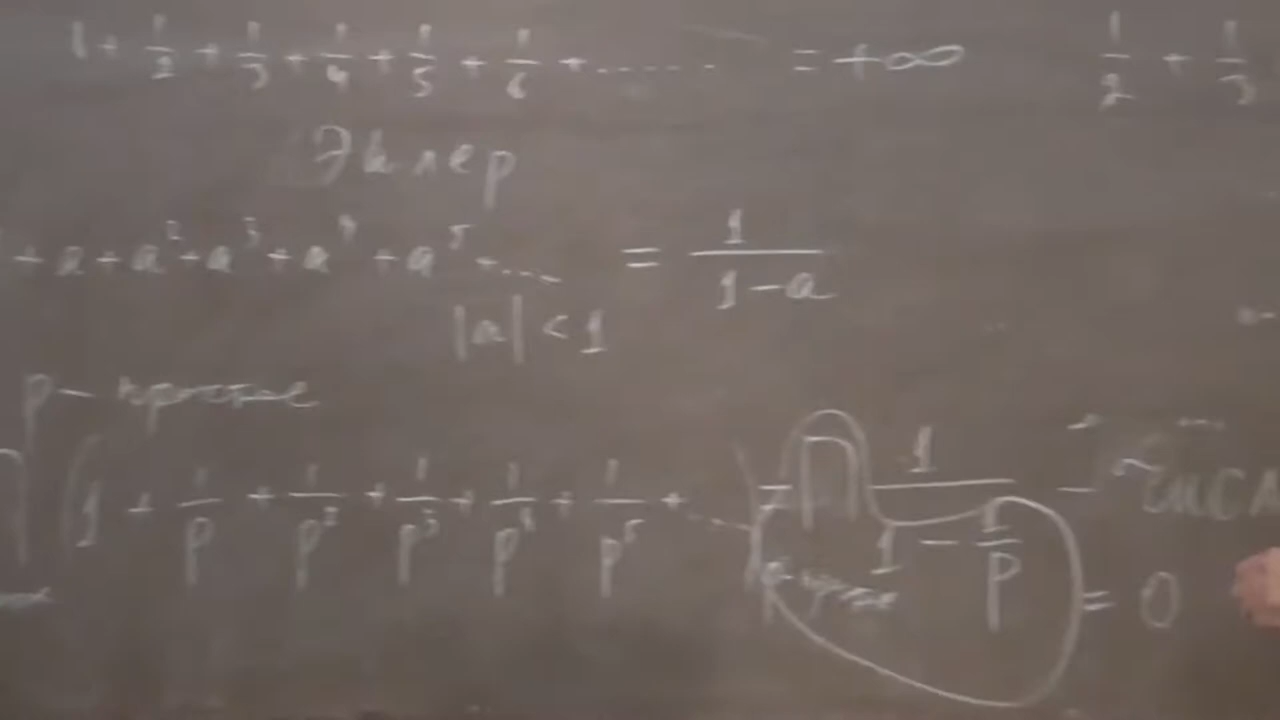 1 + 1/2 + 1/3 + 1/4 + 1/5 + 1/6 + ...... = +∞ 1/2 + 1/3
Эйлер
+ a + a² + a³ + a⁴ + a⁵ + .... = 1/(1-a)
|a| < 1
p - простое
∏ (1 + 1/p + 1/p² + 1/p³ + 1/p⁴ + 1/p⁵ + ....) = ∏ 1/(1 - 1/p)
p-простое = 0